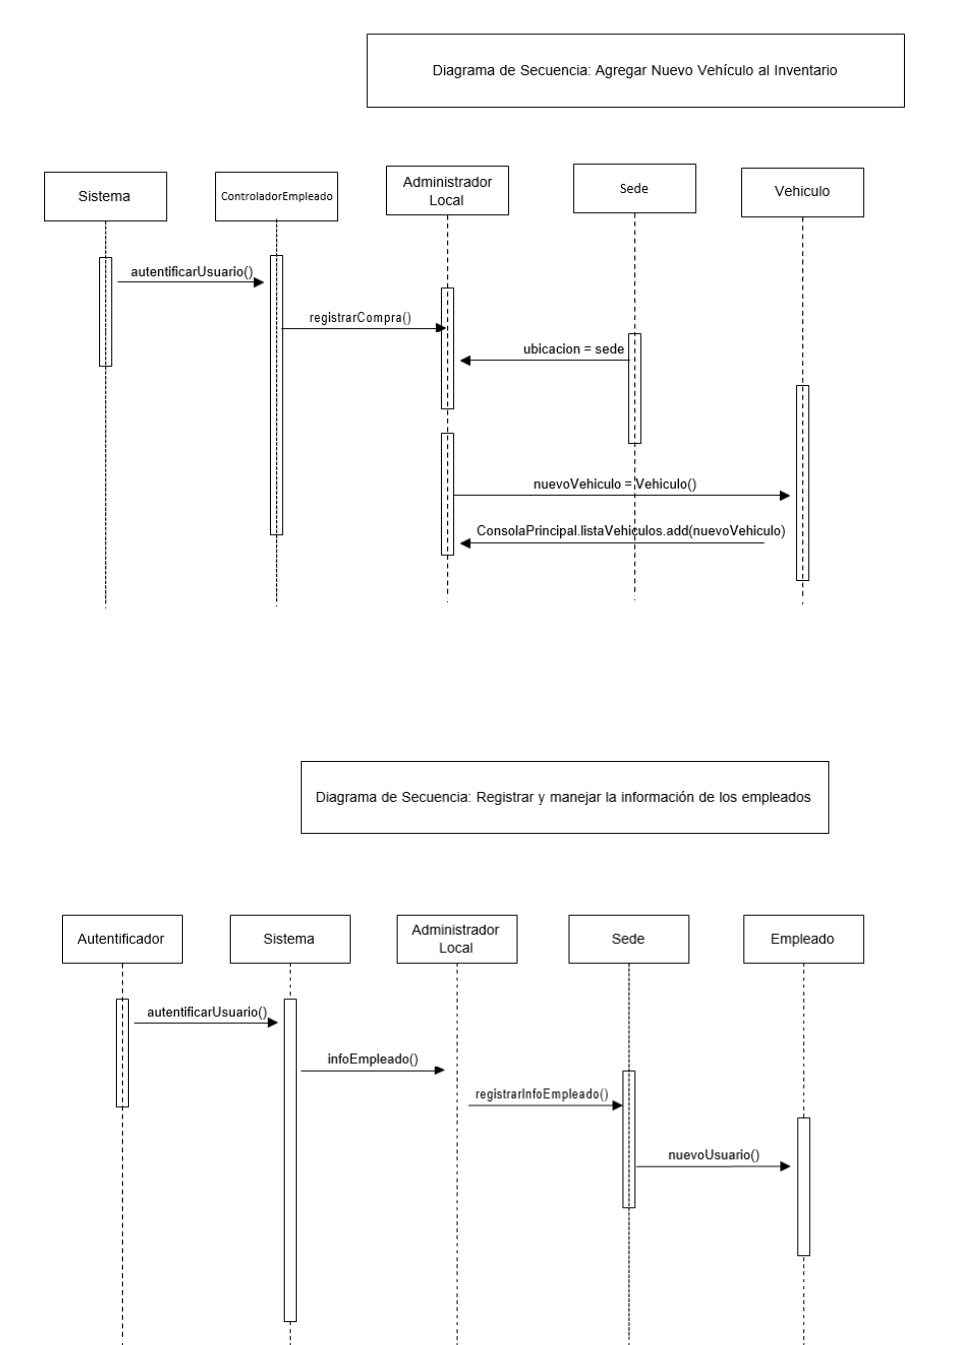 Diagrama de Secuencia: Agregar Nuevo Vehículo al Inventario
Sistema
ControladorEmpleado
Administrador
Local
Sede
Vehiculo
autentificarUsuario()
registrarCompra()
ubicacion = sede
nuevoVehiculo = Vehiculo()
ConsolaPrincipal.listaVehiculos.add(nuevoVehiculo)
Diagrama de Secuencia: Registrar y manejar la información de los empleados
Autentificador
Sistema
Administrador
Local
Sede
Empleado
autentificarUsuario()
infoEmpleado()
registrarInfoEmpleado()
nuevoUsuario()